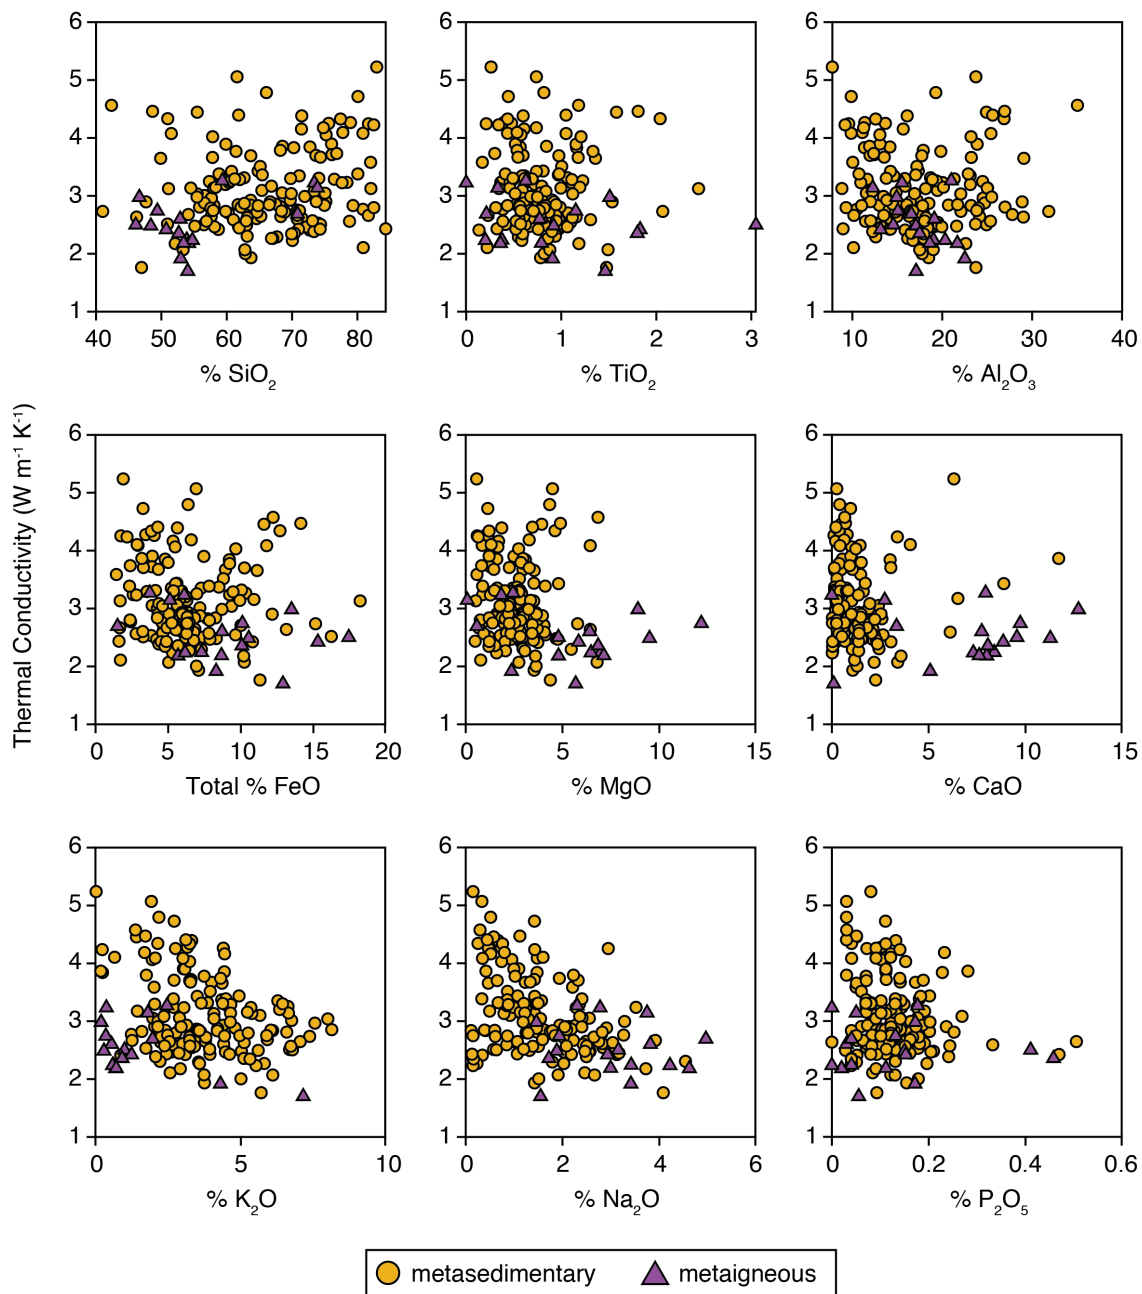 6
5
4
3
2
1
40 50 60 70 80
% SiO₂
6
5
4
3
2
1
0 1 2 3
% TiO₂
6
5
4
3
2
1
10 20 30 40
% Al₂O₃
Thermal Conductivity (W m⁻¹ K⁻¹)
6
5
4
3
2
1
0 5 10 15 20
Total % FeO
6
5
4
3
2
1
0 5 10 15
% MgO
6
5
4
3
2
1
0 5 10 15
% CaO
6
5
4
3
2
1
0 5 10
% K₂O
6
5
4
3
2
1
0 2 4 6
% Na₂O
6
5
4
3
2
1
0 0.2 0.4 0.6
% P₂O₅
metasedimentary metaigneous